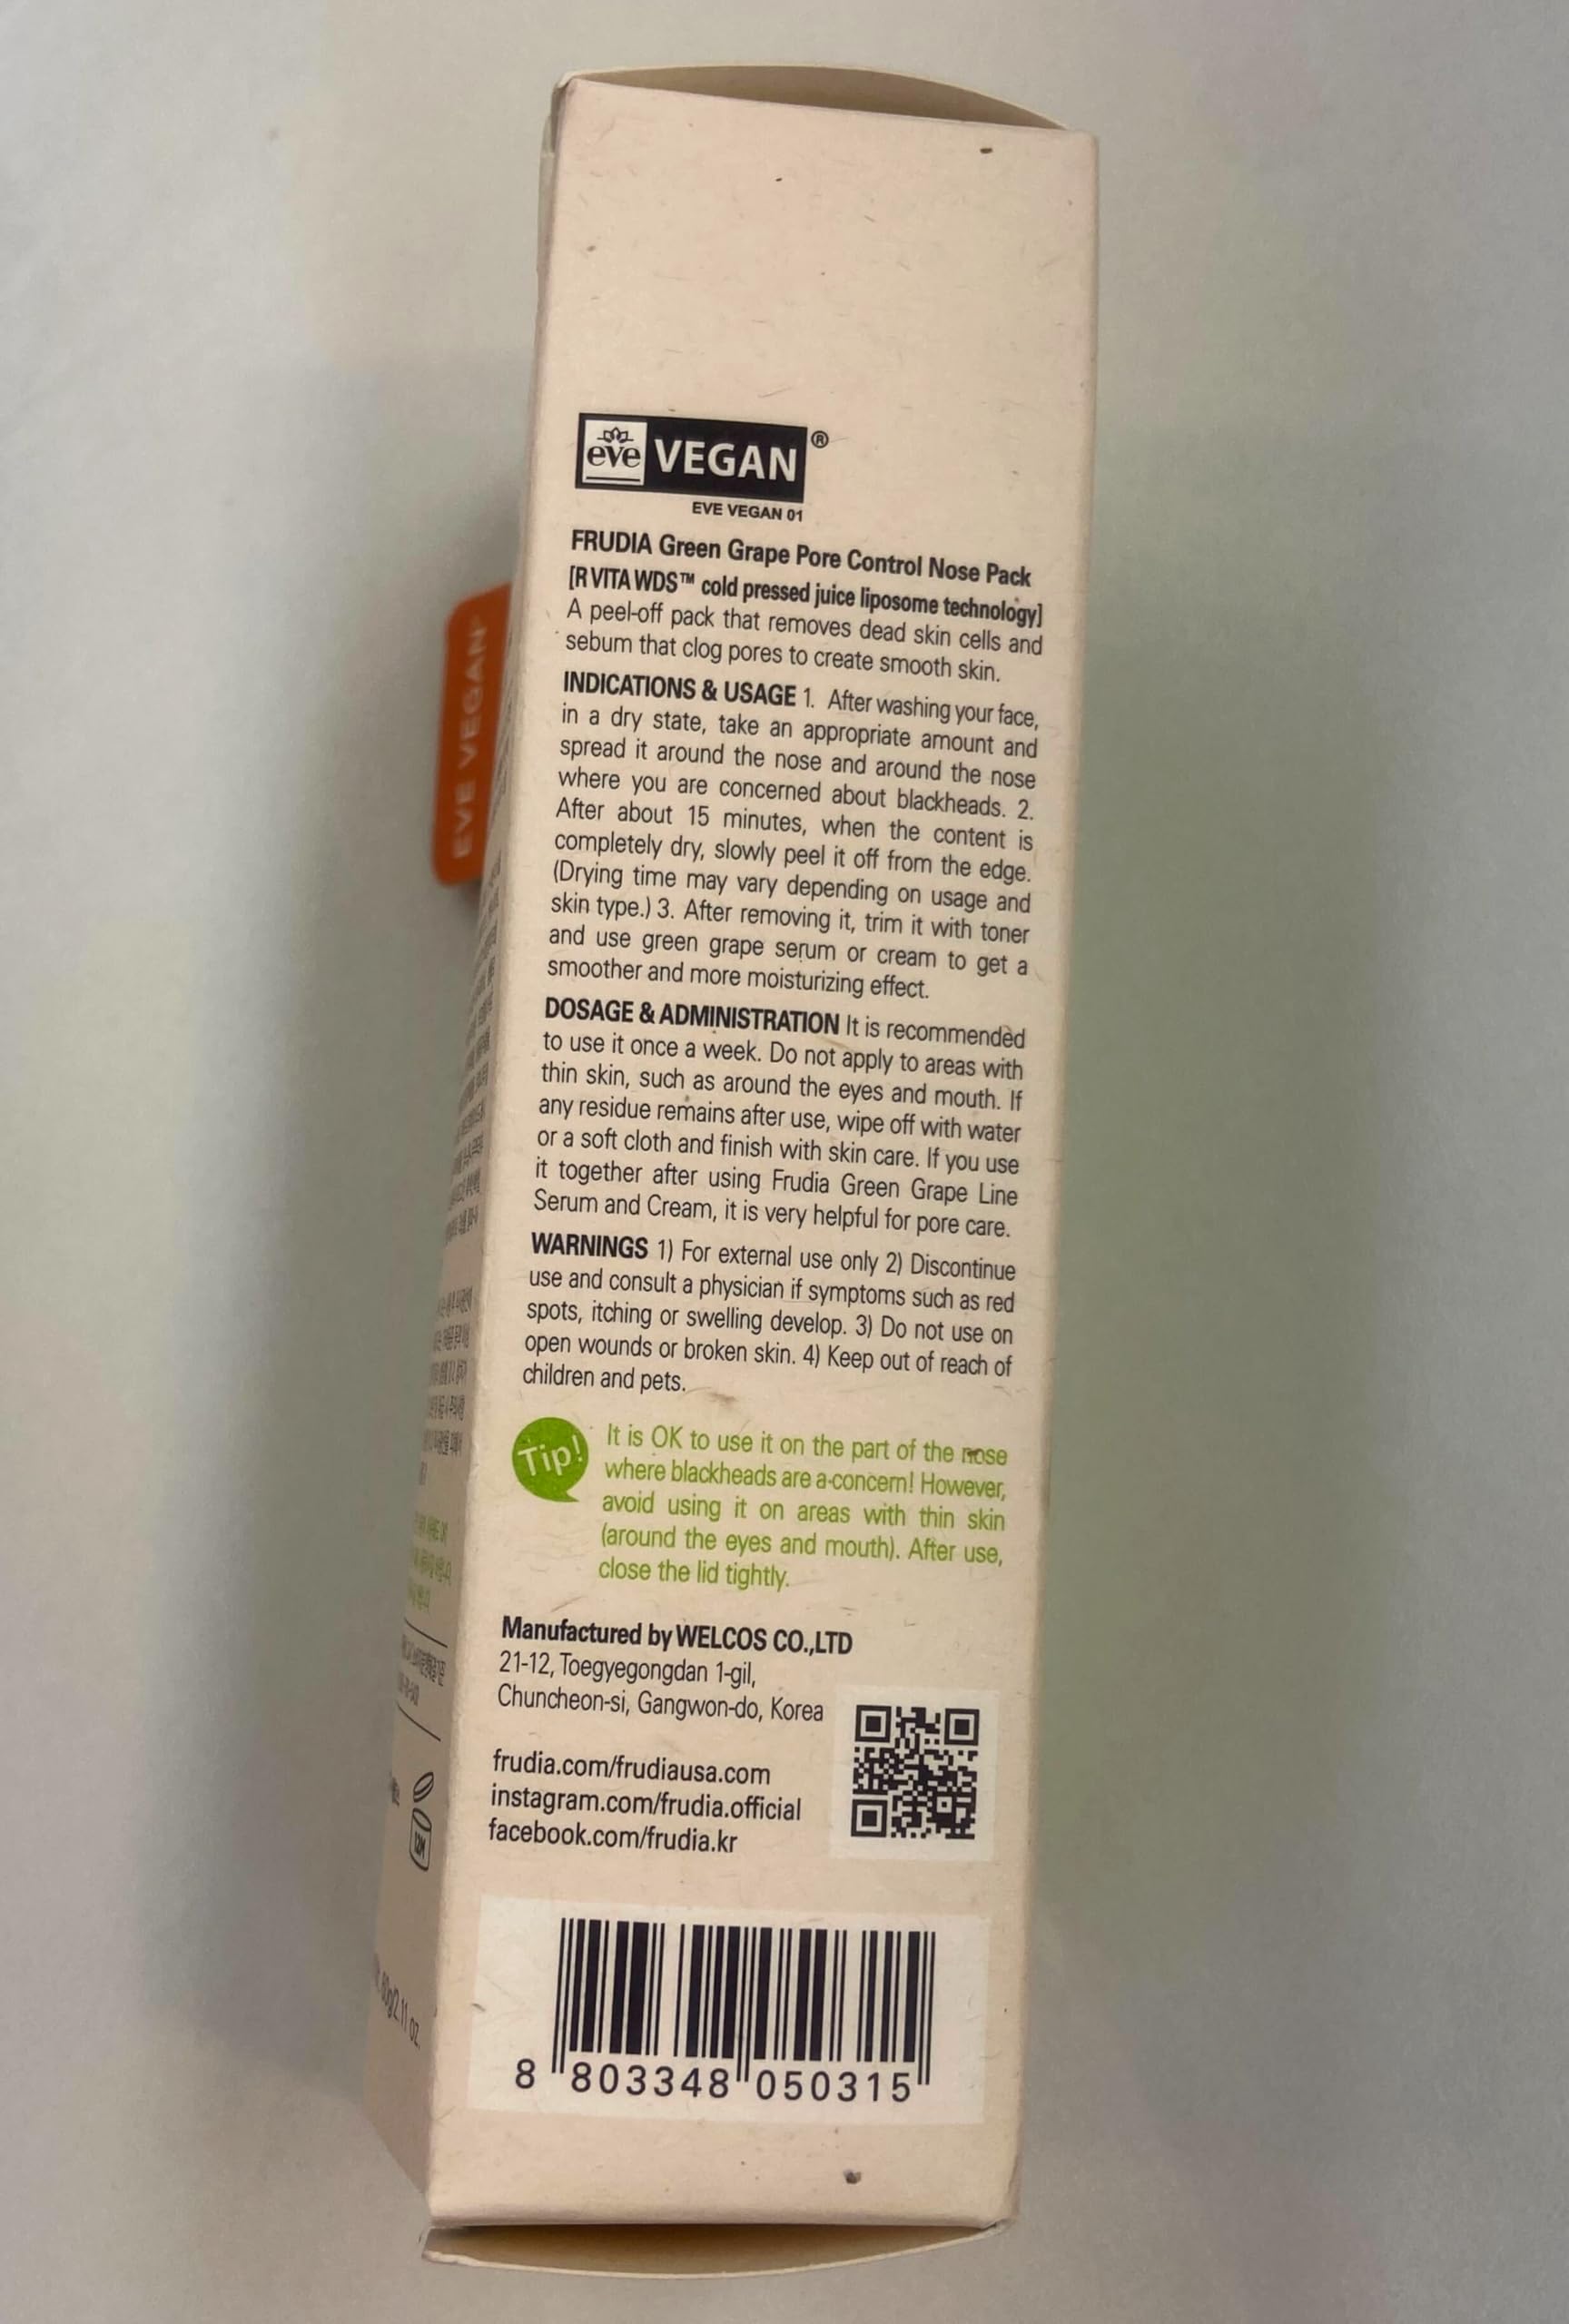 eve VEGAN ®
EVE VEGAN 01
EVE VEGAN
FRUDIA Green Grape Pore Control Nose Pack
[R VITA WDS™ cold pressed juice liposome technology]
A peel-off pack that removes dead skin cells and
sebum that clog pores to create smooth skin.
INDICATIONS & USAGE 1. After washing your face,
in a dry state, take an appropriate amount and
spread it around the nose and around the nose
where you are concerned about blackheads. 2.
After about 15 minutes, when the content is
completely dry, slowly peel it off from the edge.
(Drying time may vary depending on usage and
skin type.) 3. After removing it, trim it with toner
and use green grape serum or cream to get a
smoother and more moisturizing effect.
DOSAGE & ADMINISTRATION It is recommended
to use it once a week. Do not apply to areas with
thin skin, such as around the eyes and mouth. If
any residue remains after use, wipe off with water
or a soft cloth and finish with skin care. If you use
it together after using Frudia Green Grape Line
Serum and Cream, it is very helpful for pore care.
WARNINGS 1) For external use only 2) Discontinue
use and consult a physician if symptoms such as red
spots, itching or swelling develop. 3) Do not use on
open wounds or broken skin. 4) Keep out of reach of
children and pets.
Tip!
It is OK to use it on the part of the nose
where blackheads are a concern! However,
avoid using it on areas with thin skin
(around the eyes and mouth). After use,
close the lid tightly.
Manufactured by WELCOS CO.,LTD
21-12, Toegyegongdan 1-gil,
Chuncheon-si, Gangwon-do, Korea
frudia.com/frudiausa.com
instagram.com/frudia.official
facebook.com/frudia.kr
12M
60g/2.11 oz.
8 803348 050315